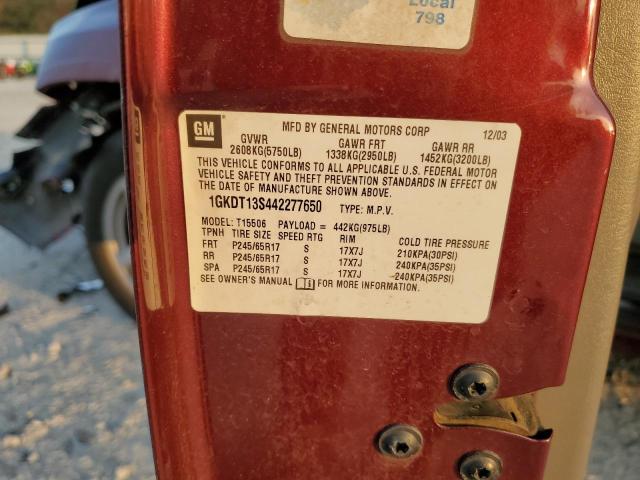 Local
798
GM
MFD BY GENERAL MOTORS CORP 12/03
GVWR GAWR FRT GAWR RR
2608KG(5750LB) 1338KG(2950LB) 1452KG(3200LB)
THIS VEHICLE CONFORMS TO ALL APPLICABLE U.S. FEDERAL MOTOR
VEHICLE SAFETY AND THEFT PREVENTION STANDARDS IN EFFECT ON
THE DATE OF MANUFACTURE SHOWN ABOVE.
1GKDT13S442277650 TYPE: M.P.V.
MODEL: T15506 PAYLOAD = 442KG(975LB)
TPNH TIRE SIZE SPEED RTG RIM COLD TIRE PRESSURE
FRT P245/65R17 S 17X7J 210KPA(30PSI)
RR P245/65R17 S 17X7J 240KPA(35PSI)
SPA P245/65R17 S 17X7J 240KPA(35PSI)
SEE OWNER'S MANUAL FOR MORE INFORMATION.